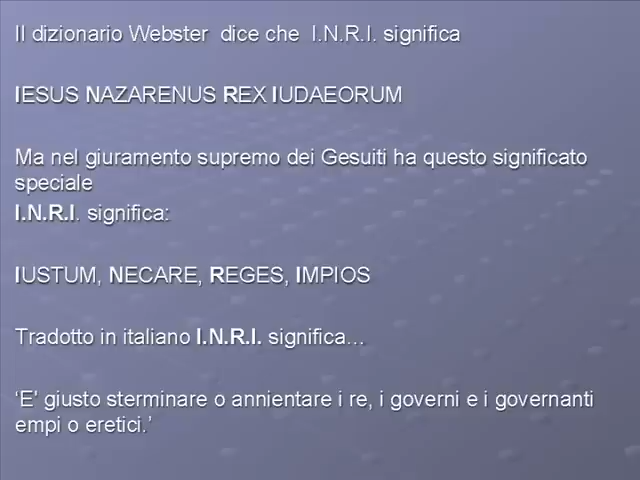 Il dizionario Webster dice che I.N.R.I. significa
IESUS NAZARENUS REX IUDAEORUM
Ma nel giuramento supremo dei Gesuiti ha questo significato
speciale
I.N.R.I. significa:
IUSTUM, NECARE, REGES, IMPIOS
Tradotto in italiano I.N.R.I. significa...
‘E' giusto sterminare o annientare i re, i governi e i governanti
empi o eretici.’